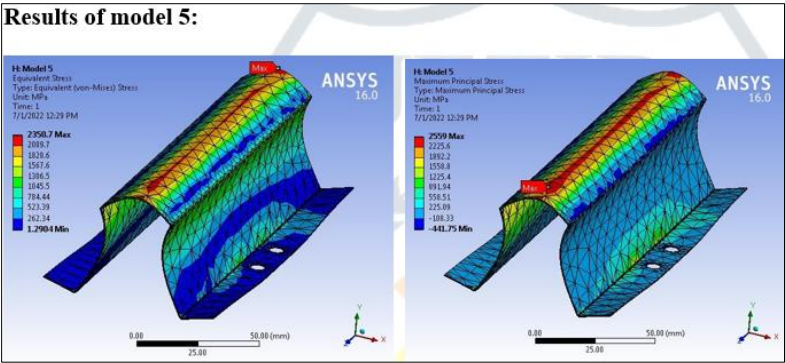 Results of model 5:
H: Model 5
Equivalent Stress
Type: Equivalent (von-Mises) Stress
Unit: MPa
Time: 1
7/1/2022 12:29 PM
2350.7 Max
2089.7
1828.6
1567.6
1306.5
1045.5
784.44
523.39
262.34
1.2904 Min
Max
ANSYS
16.0
0.00
50.00 (mm)
25.00
Y
X
H: Model 5
Maximum Principal Stress
Type: Maximum Principal Stress
Unit: MPa
Time: 1
7/1/2022 12:29 PM
2559 Max
2225.6
1892.2
1558.8
1225.4
891.94
558.51
225.09
-108.33
-441.75 Min
Max
ANSYS
16.0
0.00
50.00 (mm)
25.00
Y
X